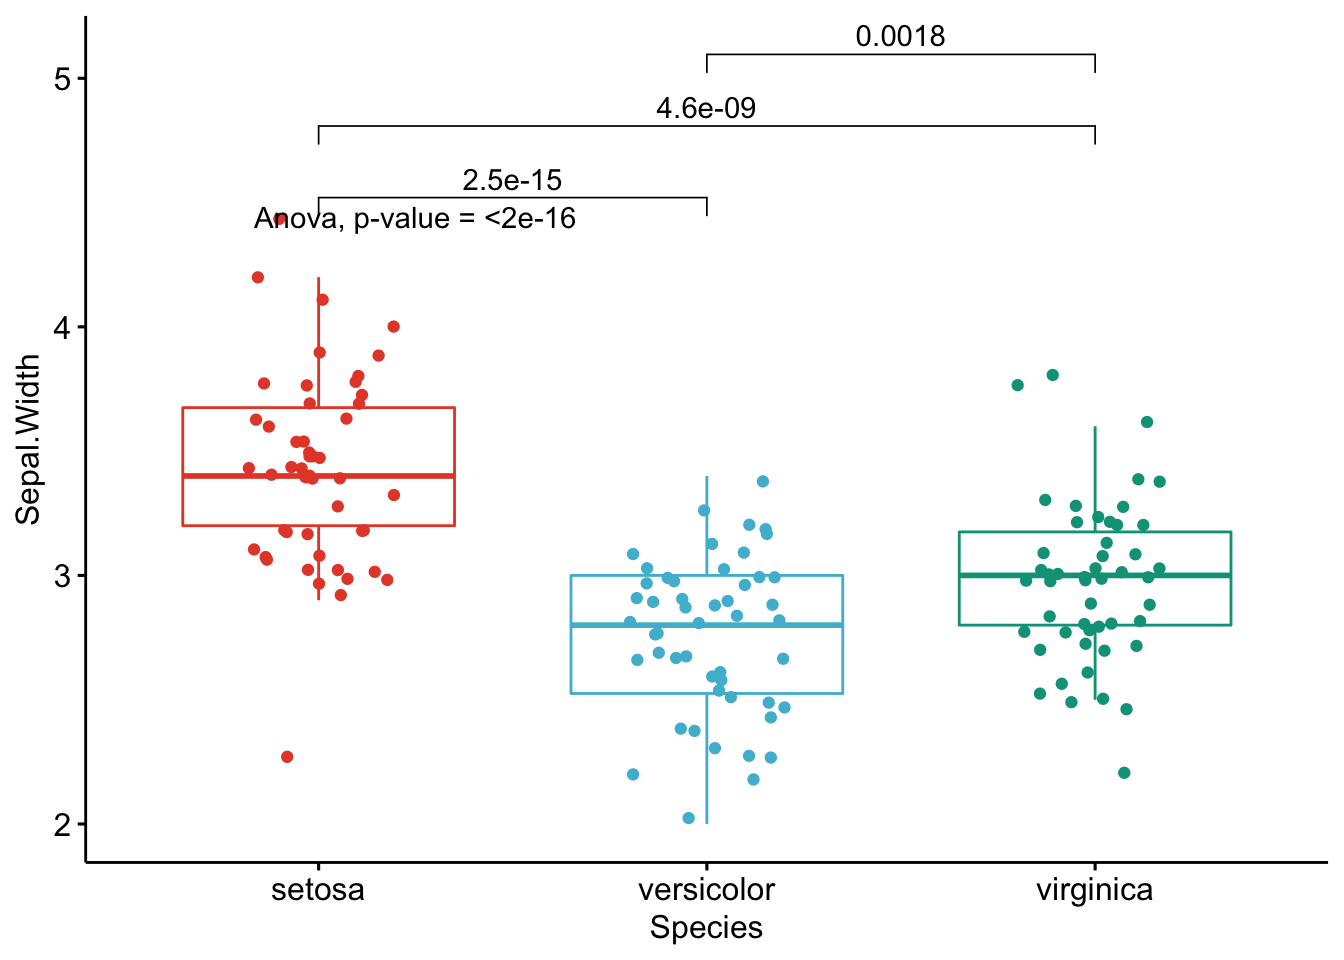 0.0018
5
4.6e-09
2.5e-15
Anova, p-value = <2e-16
4
Sepal.Width
3
2
setosa
versicolor
virginica
Species